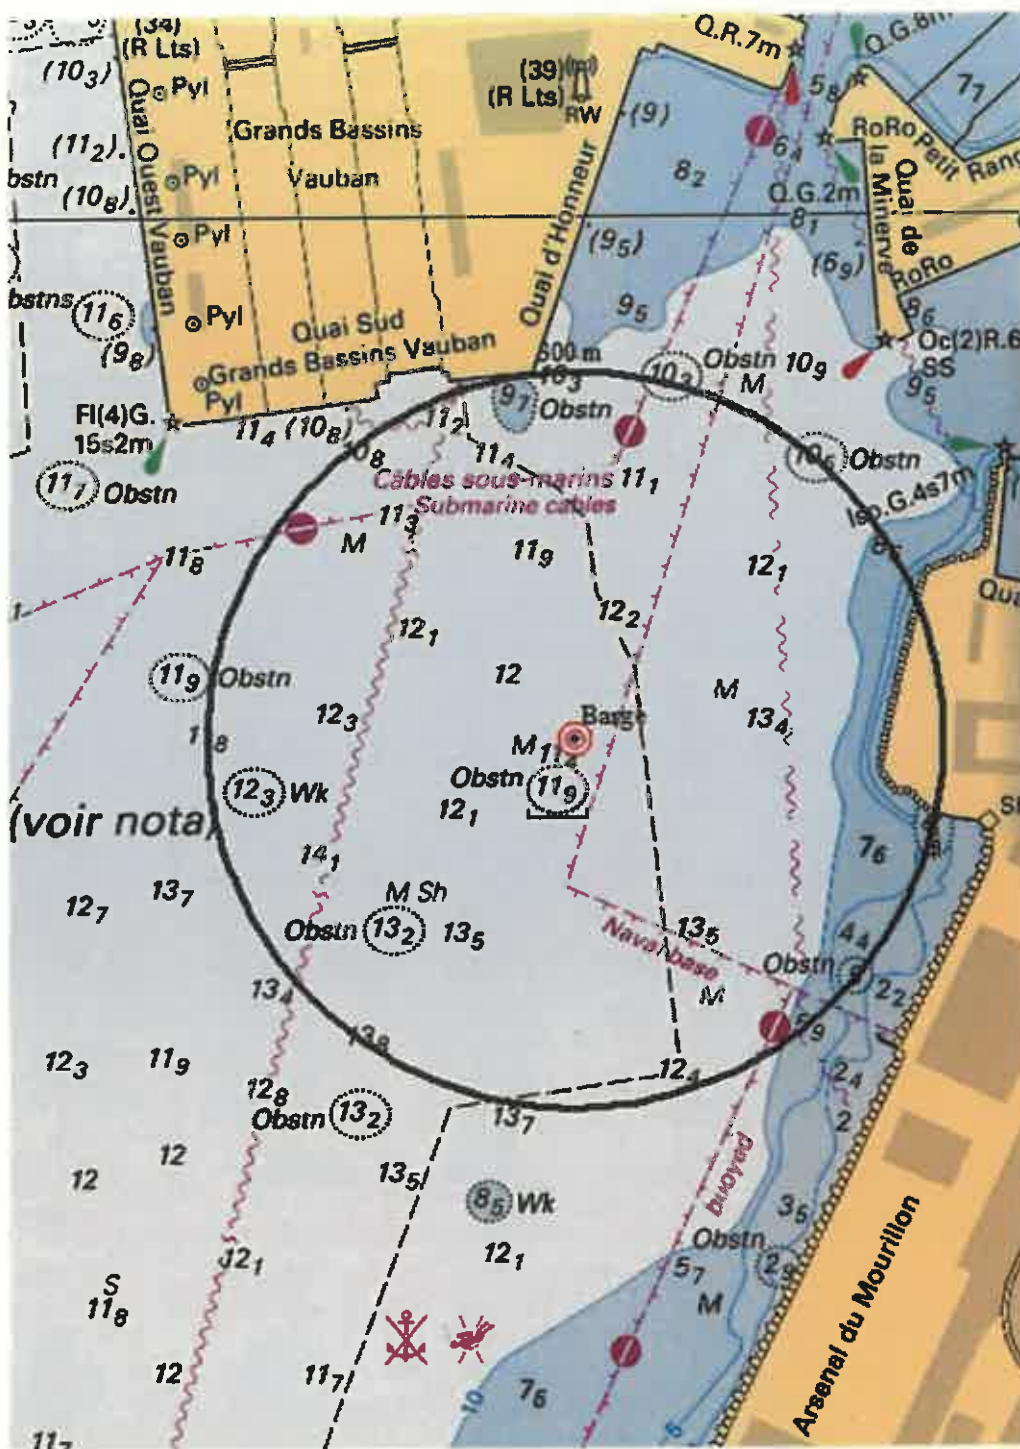 (34)
(R Lts)
Q.R.7m
Q.G.8m
(10₃)
Pyl
(39)
(R Lts)
RW
(9)
5₈
7₇
Quai Ouest Vauban
Grands Bassins
Vauban
RoRo
Petit Rang
(11₂)
6₄
8₂
bstn
Pyl
(10₈)
Q.G.2m
Quai de
la Minerve
8₁
Pyl
Quai d'Honneur
(9₅)
(6₉)
RoRo
bstns
11₆
Pyl
9₅
8₆
(9₈)
Quai Sud
Grands Bassins Vauban
Oc(2)R.6
SS
Pyl
10₃
Obstn
M
10₉
9₅
9₇
Obstn
Fl(4)G.
15s2m
11₄
(10₈)
11₂
11₄
Obstn
11₇
Obstn
Câbles sous-marins
Submarine cables
11₁
Iso.G.4s7m
11₃
M
11₈
11₉
12₁
Qua
12₂
12₁
11₉
Obstn
12
M
12₃
13₄
Barge
M
Obstn
11₉
12₃
Wk
12₁
(voir nota)
7₆
14₁
13₇
M Sh
12₇
Obstn
13₂
13₅
13₅
4₄
Naval base
Obstn
2₂
13₄
M
13₈
12₃
11₉
12₄
2₄
12₈
Obstn
13₂
13₇
2
12
12
13₅
8₅
Wk
buoyed
3₅
12₁
12₁
Obstn
5₇
S
11₈
M
Arsenal du Mourillon
12
11₇
7₆
10
11₇